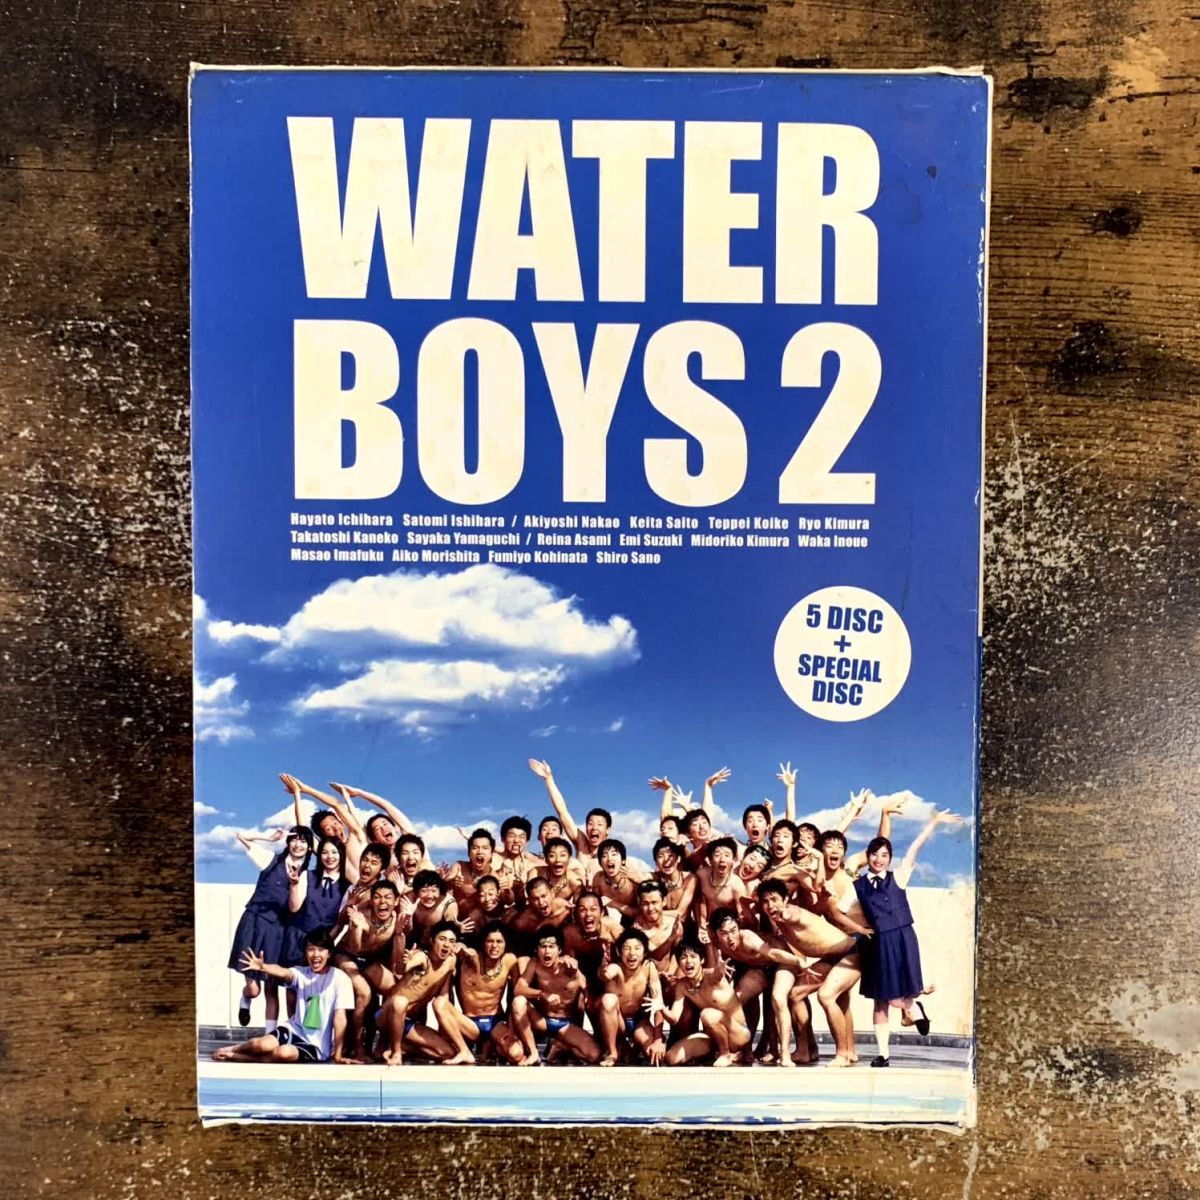 WATER
BOYS 2
Hayato Ichihara Satomi Ishihara / Akiyoshi Nakao Keita Saito Teppei Koike Ryo Kimura
Takatoshi Kaneko Sayaka Yamaguchi / Reina Asami Emi Suzuki Midoriko Kimura Waka Inoue
Masao Imafuku Aiko Morishita Fumiyo Kohinata Shiro Sano
5 DISC
+
SPECIAL
DISC